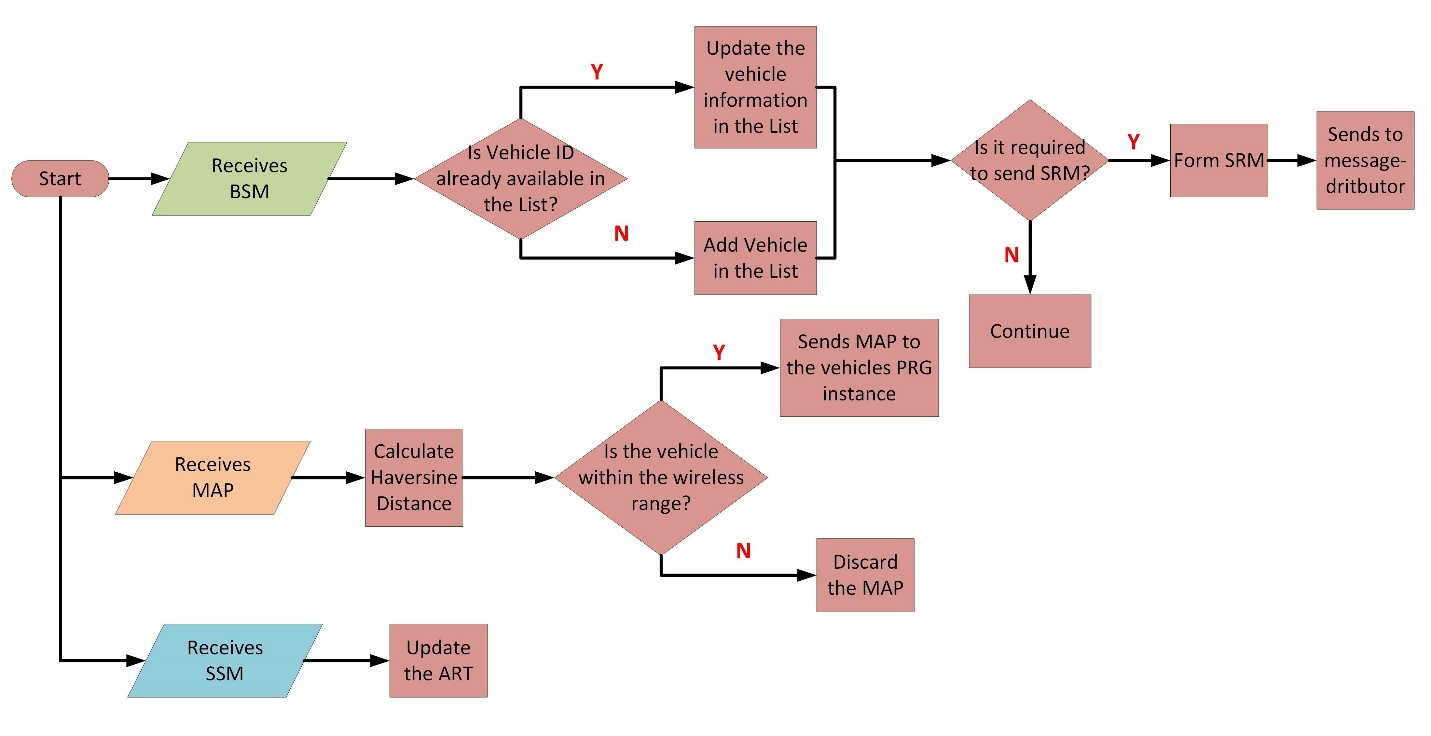 Start
Receives
BSM
Is Vehicle ID
already available in
the List?
Y
Update the
vehicle
information
in the List
N
Add Vehicle
in the List
Is it required
to send SRM?
Y
Form SRM
Sends to
message-
dritbutor
N
Continue
Receives
MAP
Calculate
Haversine
Distance
Is the vehicle
within the wireless
range?
Y
Sends MAP to
the vehicles PRG
instance
N
Discard
the MAP
Receives
SSM
Update
the ART